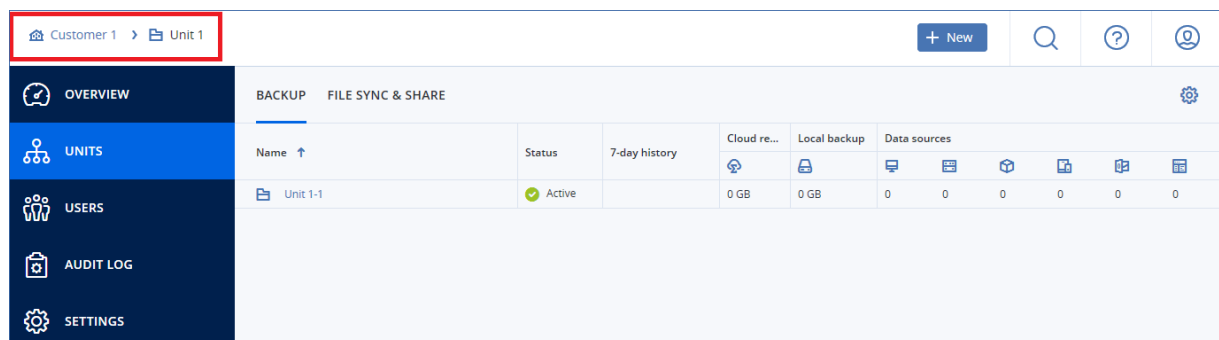 Customer 1 > Unit 1
+ New
OVERVIEW
UNITS
USERS
AUDIT LOG
SETTINGS
BACKUP FILE SYNC & SHARE
Name ↑ Status 7-day history Cloud re... Local backup Data sources
Unit 1-1 Active 0 GB 0 GB 0 0 0 0 0 0